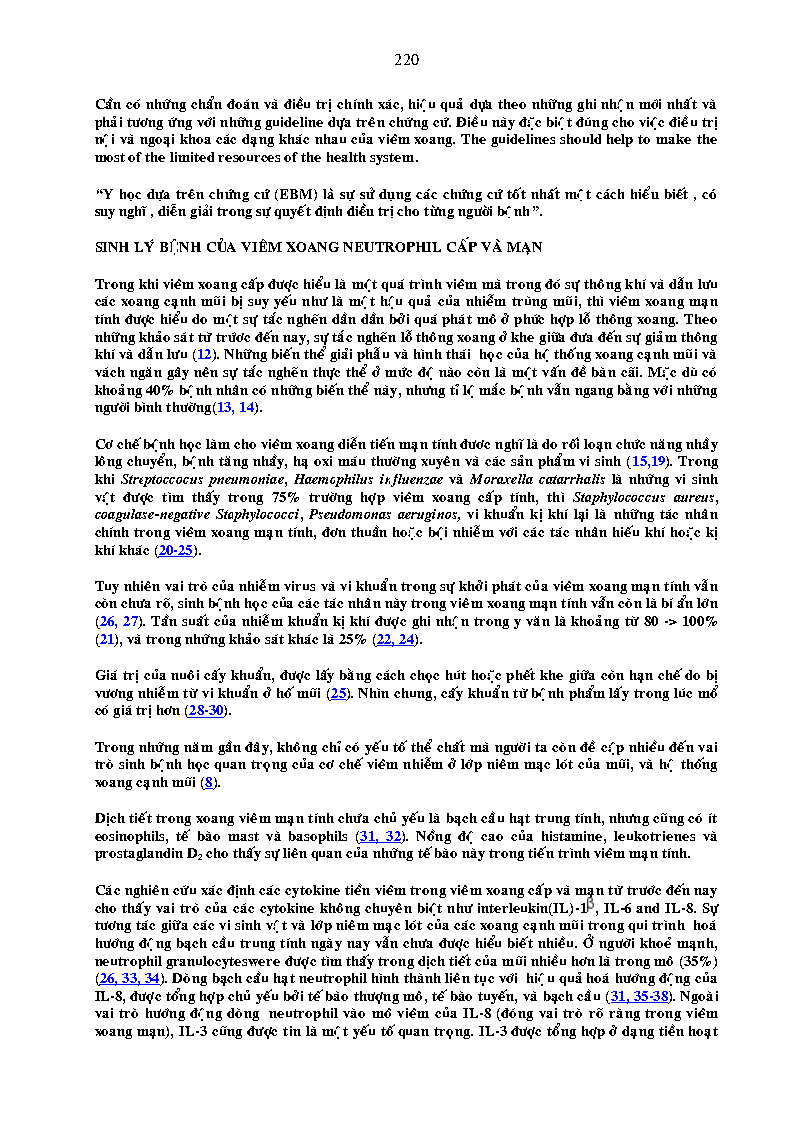 220
Cần có những chẩn đoán và điều trị chính xác, hiệu quả dựa theo những ghi nhận mới nhất và
phải tương ứng với những guideline dựa trên chứng cứ. Điều này đặc biệt đúng cho việc điều trị
nội và ngoại khoa các dạng khác nhau của viêm xoang. The guidelines should help to make the
most of the limited resources of the health system.
“Y học dựa trên chứng cứ (EBM) là sự sử dụng các chứng cứ tốt nhất một cách hiểu biết , có
suy nghĩ , diễn giải trong sự quyết định điều trị cho từng người bệnh”.
SINH LÝ BỆNH CỦA VIÊM XOANG NEUTROPHIL CẤP VÀ MẠN
Trong khi viêm xoang cấp được hiểu là một quá trình viêm mà trong đó sự thông khí và dẫn lưu
các xoang cạnh mũi bị suy yếu như là một hậu quả của nhiễm trùng mũi, thì viêm xoang mạn
tính được hiểu do một sự tắc nghẽn dần dần bởi quá phát mô ở phức hợp lỗ thông xoang. Theo
những khảo sát từ trước đến nay, sự tắc nghẽn lỗ thông xoang ở khe giữa đưa đến sự giảm thông
khí và dẫn lưu (12). Những biến thể giải phẫu và hình thái học của hệ thống xoang cạnh mũi và
vách ngăn gây nên sự tắc nghẽn thực thể ở mức độ nào còn là một vấn đề bàn cãi. Mặc dù có
khoảng 40% bệnh nhân có những biến thể này, nhưng tỉ lệ mắc bệnh vẫn ngang bằng với những
người bình thường(13, 14).
Cơ chế bệnh học làm cho viêm xoang diễn tiến mạn tính đươc nghĩ là do rối loạn chức năng nhầy
lông chuyển, bệnh tăng nhầy, hạ oxi máu thường xuyên và các sản phẩm vi sinh (15,19). Trong
khi Streptoccocus pneumoniae, Haemophilus influenzae và Moraxella catarrhalis là những vi sinh
vật được tìm thấy trong 75% trường hợp viêm xoang cấp tính, thì Staphylococcus aureus,
coagulase-negative Staphylococci, Pseudomonas aeruginos, vi khuẩn kị khí lại là những tác nhân
chính trong viêm xoang mạn tính, đơn thuần hoặc bội nhiễm với các tác nhân hiếu khí hoặc kị
khí khác (20-25).
Tuy nhiên vai trò của nhiễm virus và vi khuẩn trong sự khởi phát của viêm xoang mạn tính vẫn
còn chưa rõ, sinh bệnh học của các tác nhân này trong viêm xoang mạn tính vẫn còn là bí ẩn lớn
(26, 27). Tần suất của nhiễm khuẩn kị khí được ghi nhận trong y văn là khoảng từ 80 -> 100%
(21), và trong những khảo sát khác là 25% (22, 24).
Giá trị của nuôi cấy khuẩn, được lấy bằng cách chọc hút hoặc phết khe giữa còn hạn chế do bị
vương nhiễm từ vi khuẩn ở hố mũi (25). Nhìn chung, cấy khuẩn từ bệnh phẩm lấy trong lúc mổ
có giá trị hơn (28-30).
Trong những năm gần đây, không chỉ có yếu tố thể chất mà người ta còn đề cập nhiều đến vai
trò sinh bệnh học quan trọng của cơ chế viêm nhiễm ở lớp niêm mạc lót của mũi, và hệ thống
xoang cạnh mũi (8).
Dịch tiết trong xoang viêm mạn tính chứa chủ yếu là bạch cầu hạt trung tính, nhưng cũng có ít
eosinophils, tế bào mast và basophils (31, 32). Nồng độ cao của histamine, leukotrienes và
prostaglandin D₂ cho thấy sự liên quan của những tế bào này trong tiến trình viêm mạn tính.
Các nghiên cứu xác định các cytokine tiền viêm trong viêm xoang cấp và mạn từ trước đến nay
cho thấy vai trò của các cytokine không chuyên biệt như interleukin(IL)-1β, IL-6 and IL-8. Sự
tương tác giữa các vi sinh vật và lớp niêm mạc lót của các xoang cạnh mũi trong qui trình hoá
hướng động bạch cầu trung tính ngày nay vẫn chưa được hiểu biết nhiều. Ở người khoẻ mạnh,
neutrophil granulocyteswere được tìm thấy trong dịch tiết của mũi nhiều hơn là trong mô (35%)
(26, 33, 34). Dòng bạch cầu hạt neutrophil hình thành liên tục với hiệu quả hoá hướng động của
IL-8, được tổng hợp chủ yếu bởi tế bào thượng mô, tế bào tuyến, và bạch cầu (31, 35-38). Ngoài
vai trò hướng động dòng neutrophil vào mô viêm của IL-8 (đóng vai trò rõ ràng trong viêm
xoang mạn), IL-3 cũng được tin là một yếu tố quan trọng. IL-3 được tổng hợp ở dạng tiền hoạt